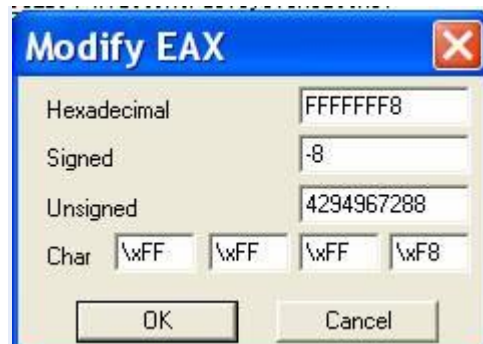 Modify EAX
Hexadecimal FFFFFFF8
Signed -8
Unsigned 4294967288
Char \xFF \xFF \xFF \xF8
OK Cancel